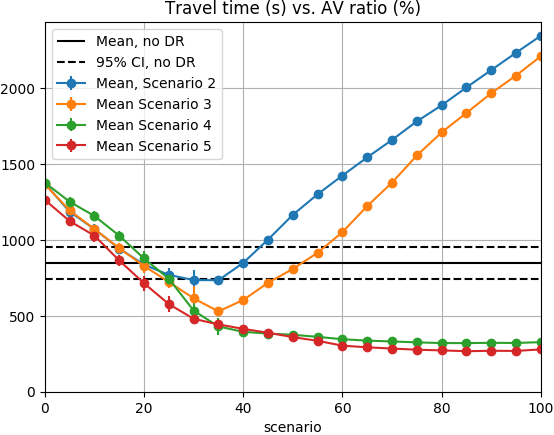 Travel time (s) vs. AV ratio (%)
Mean, no DR
95% CI, no DR
Mean, Scenario 2
Mean Scenario 3
Mean Scenario 4
Mean Scenario 5
2000
1500
1000
500
0
0 20 40 60 80 100
scenario